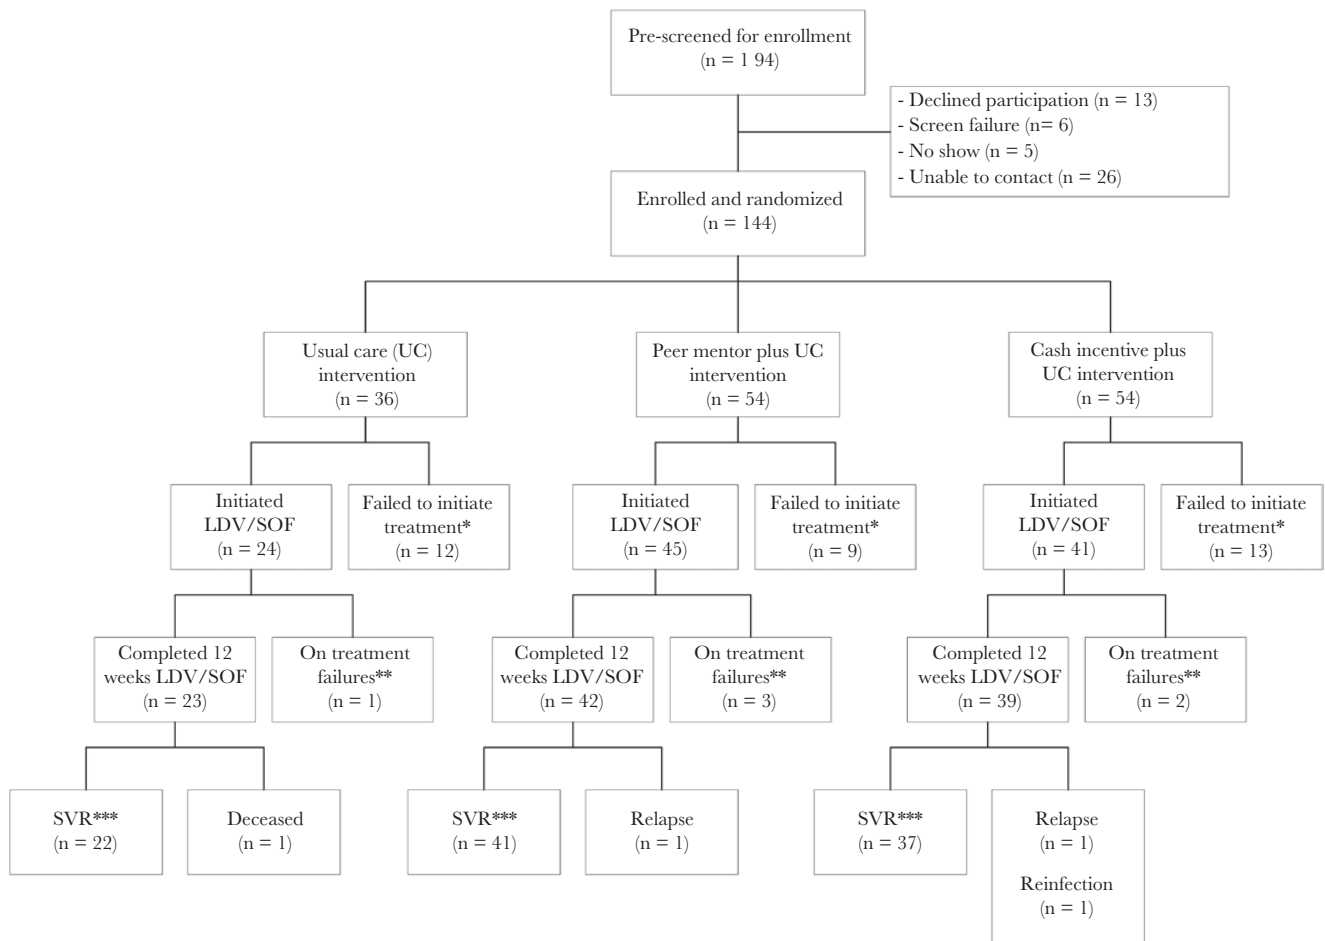 Pre-screened for enrollment
(n = 1 94)
- Declined participation (n = 13)
- Screen failure (n= 6)
- No show (n = 5)
- Unable to contact (n = 26)
Enrolled and randomized
(n = 144)
Usual care (UC)
intervention
(n = 36)
Peer mentor plus UC
intervention
(n = 54)
Cash incentive plus
UC intervention
(n = 54)
Initiated
LDV/SOF
(n = 24)
Failed to initiate
treatment*
(n = 12)
Initiated
LDV/SOF
(n = 45)
Failed to initiate
treatment*
(n = 9)
Initiated
LDV/SOF
(n = 41)
Failed to initiate
treatment*
(n = 13)
Completed 12
weeks LDV/SOF
(n = 23)
On treatment
failures**
(n = 1)
Completed 12
weeks LDV/SOF
(n = 42)
On treatment
failures**
(n = 3)
Completed 12
weeks LDV/SOF
(n = 39)
On treatment
failures**
(n = 2)
SVR***
(n = 22)
Deceased
(n = 1)
SVR***
(n = 41)
Relapse
(n = 1)
SVR***
(n = 37)
Relapse
(n = 1)
Reinfection
(n = 1)